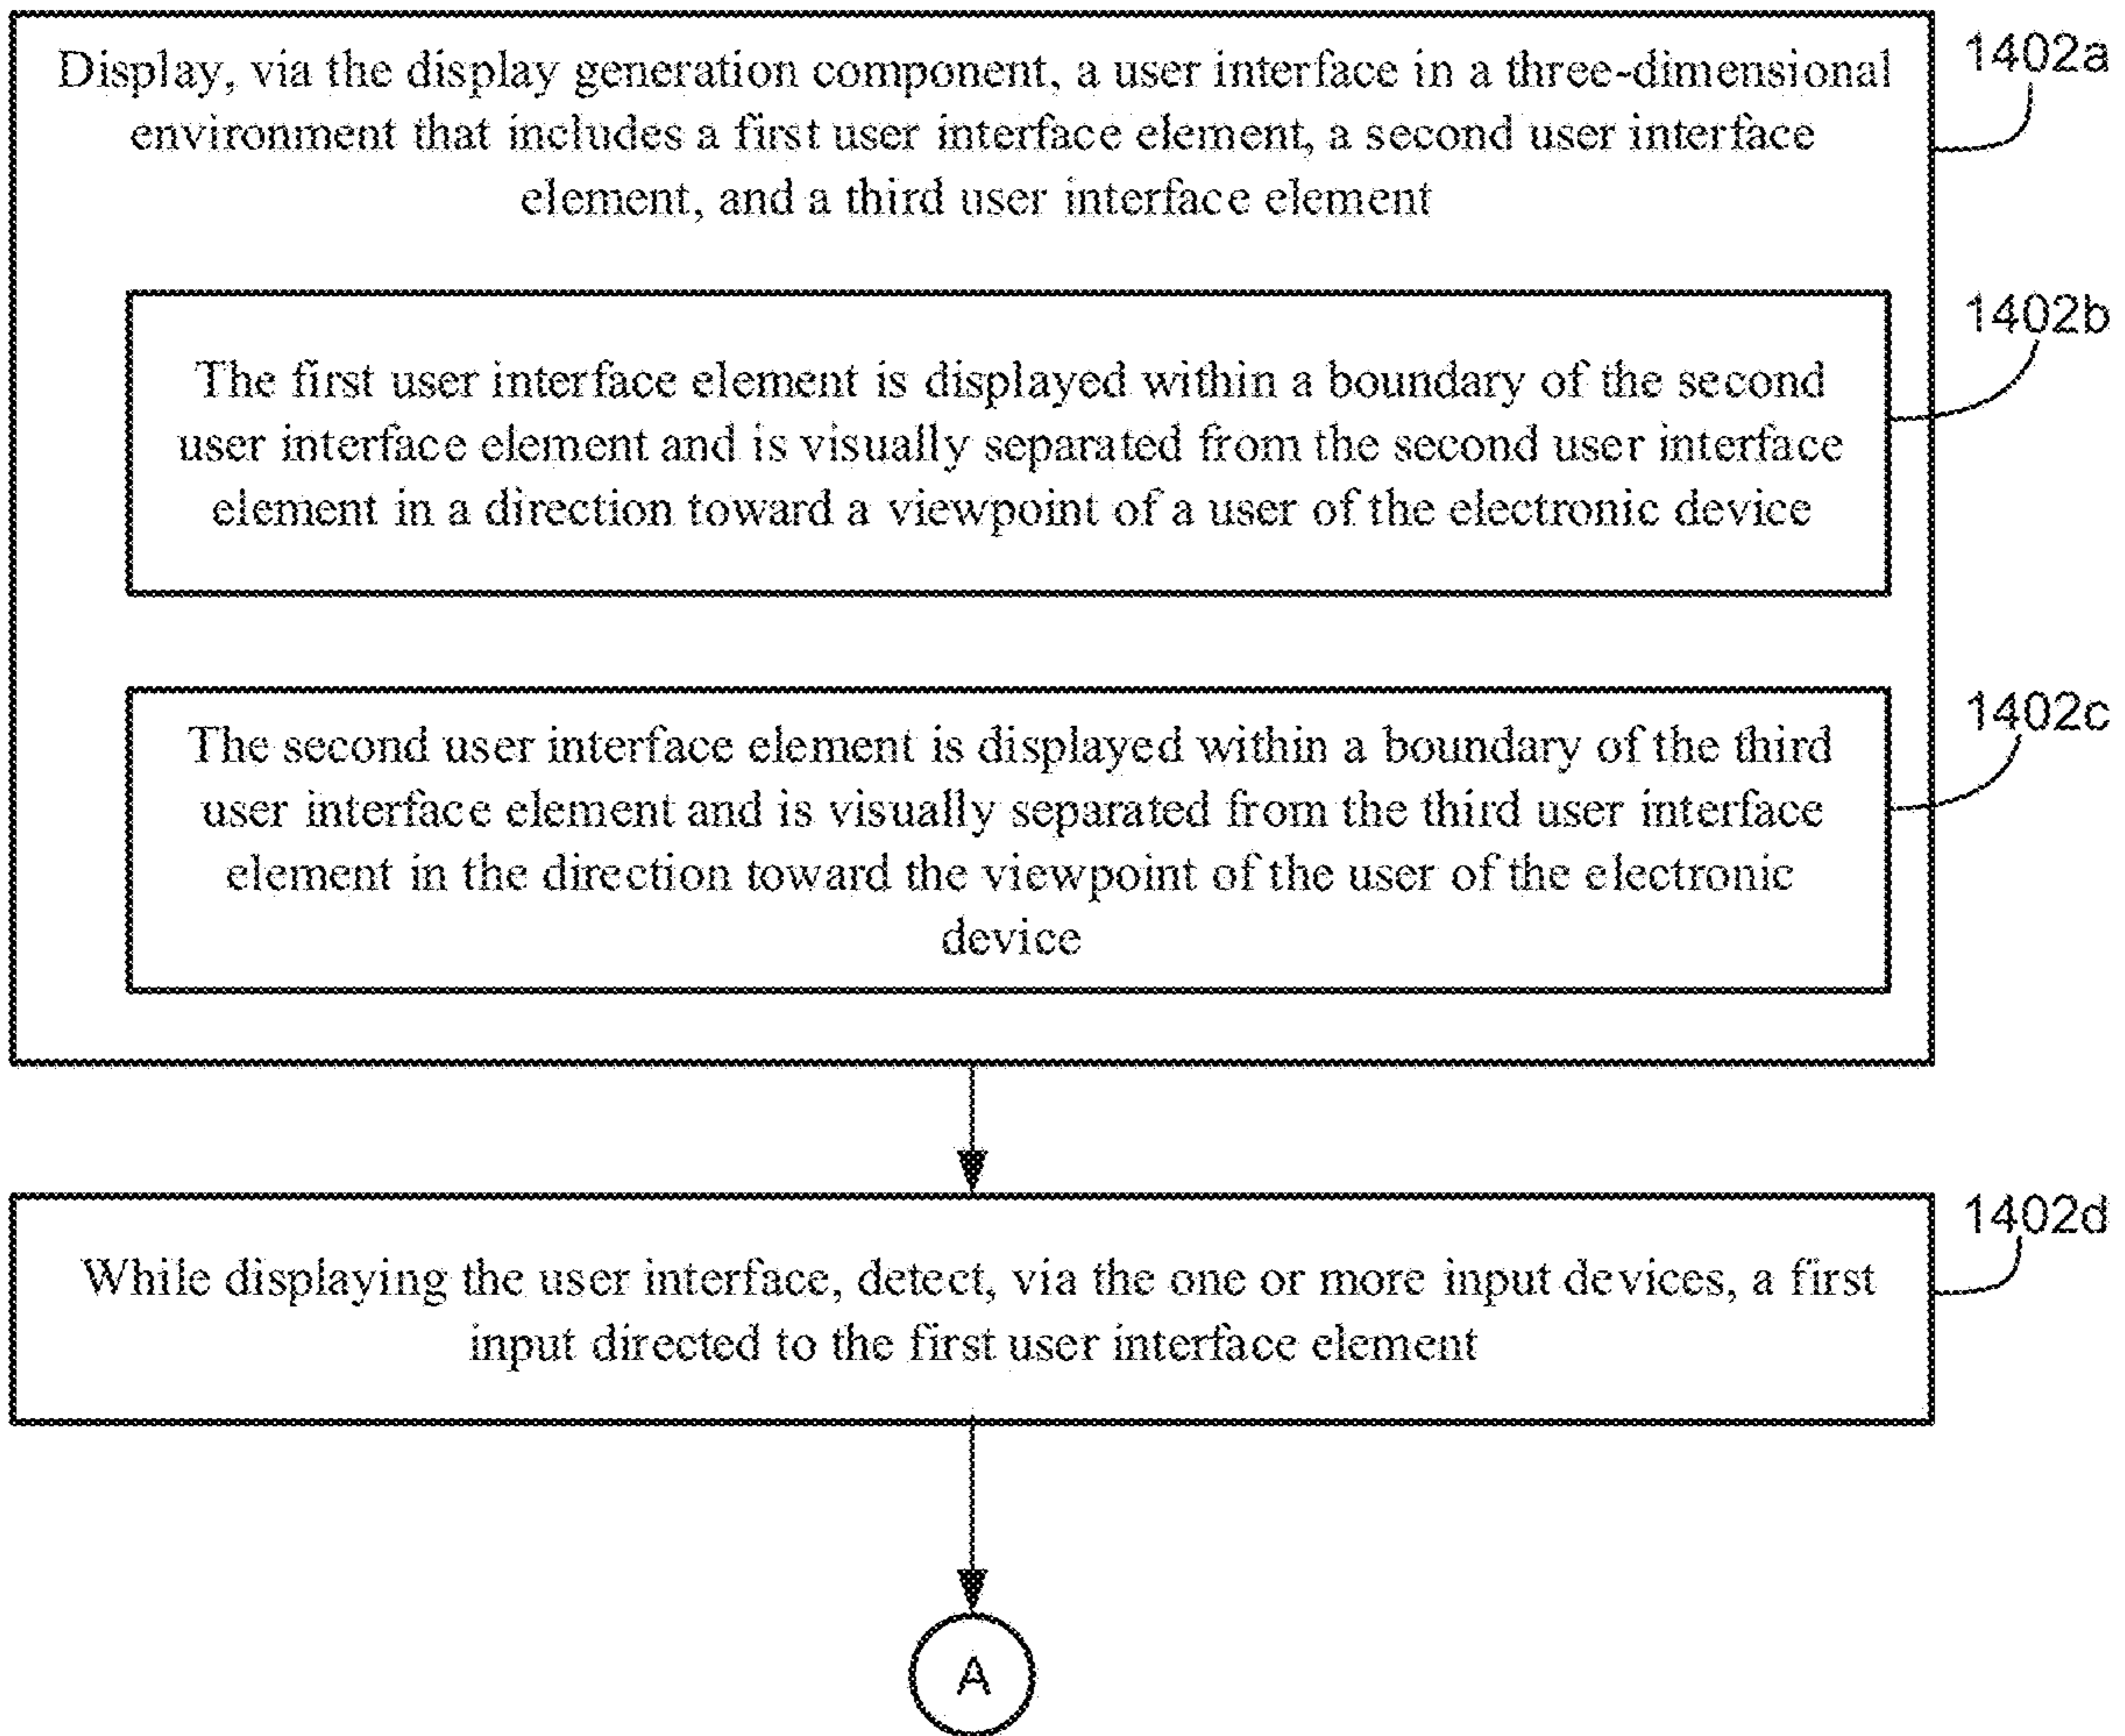 Display, via the display generation component, a user interface in a three-dimensional
environment that includes a first user interface element, a second user interface
element, and a third user interface element
1402a
The first user interface element is displayed within a boundary of the second
user interface element and is visually separated from the second user interface
element in a direction toward a viewpoint of a user of the electronic device
1402b
The second user interface element is displayed within a boundary of the third
user interface element and is visually separated from the third user interface
element in the direction toward the viewpoint of the user of the electronic
device
1402c
While displaying the user interface, detect, via the one or more input devices, a first
input directed to the first user interface element
1402d
A